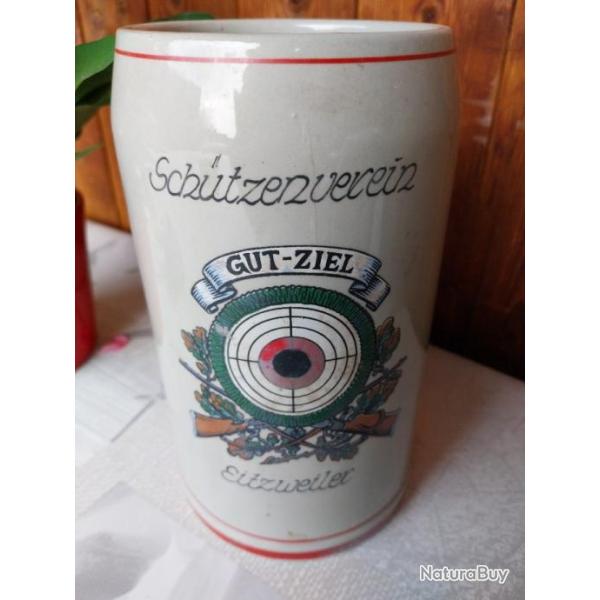 Schützenverein
GUT-ZIEL
Eitzweiler
NaturaBuy